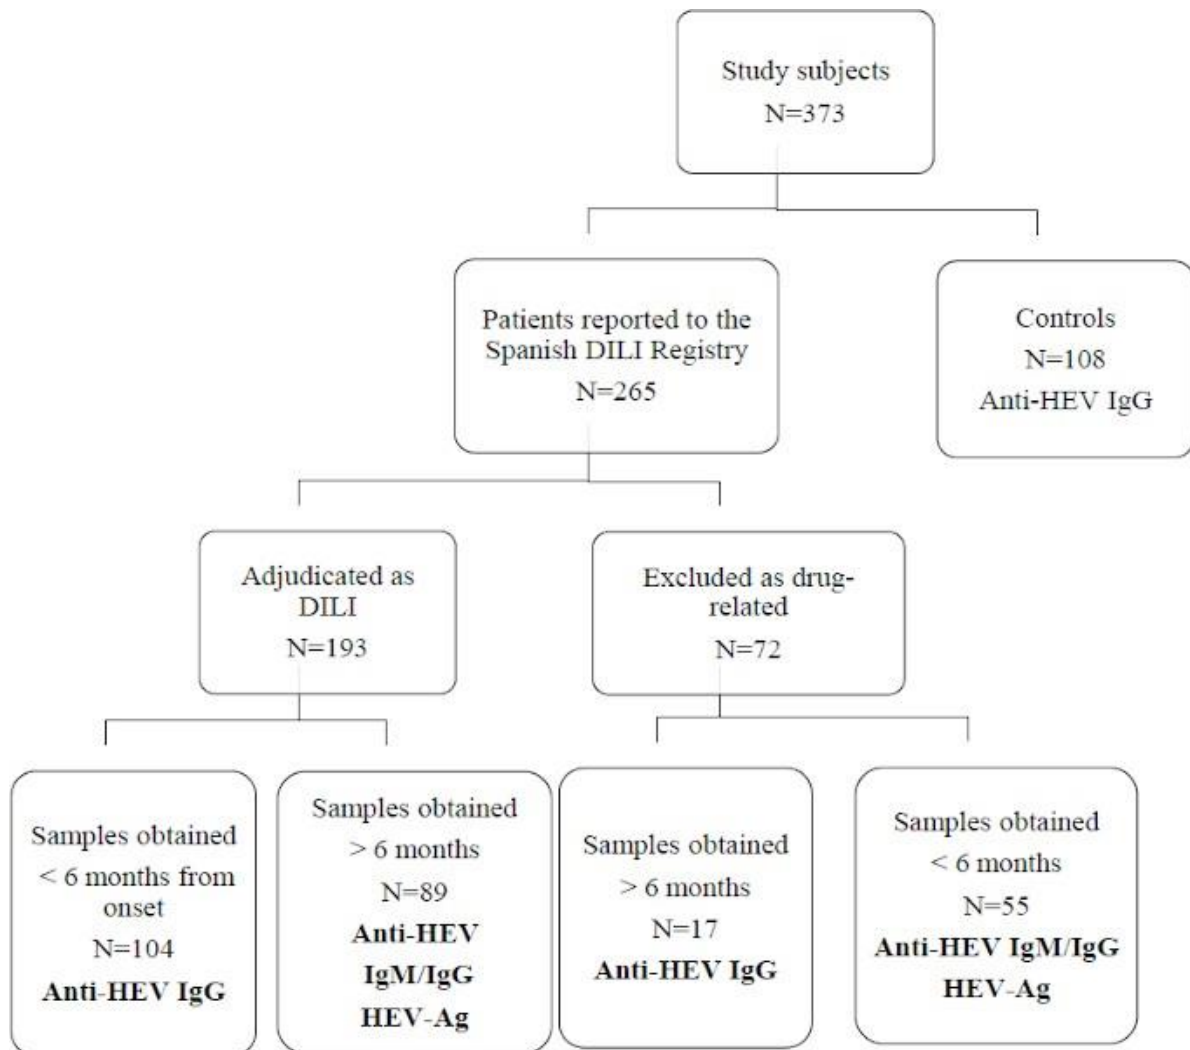 Study subjects
N=373
Patients reported to the
Spanish DILI Registry
N=265
Controls
N=108
Anti-HEV IgG
Adjudicated as
DILI
N=193
Excluded as drug-
related
N=72
Samples obtained
< 6 months from
onset
N=104
Anti-HEV IgG
Samples obtained
> 6 months
N=89
Anti-HEV
IgM/IgG
HEV-Ag
Samples obtained
> 6 months
N=17
Anti-HEV IgG
Samples obtained
< 6 months
N=55
Anti-HEV IgM/IgG
HEV-Ag